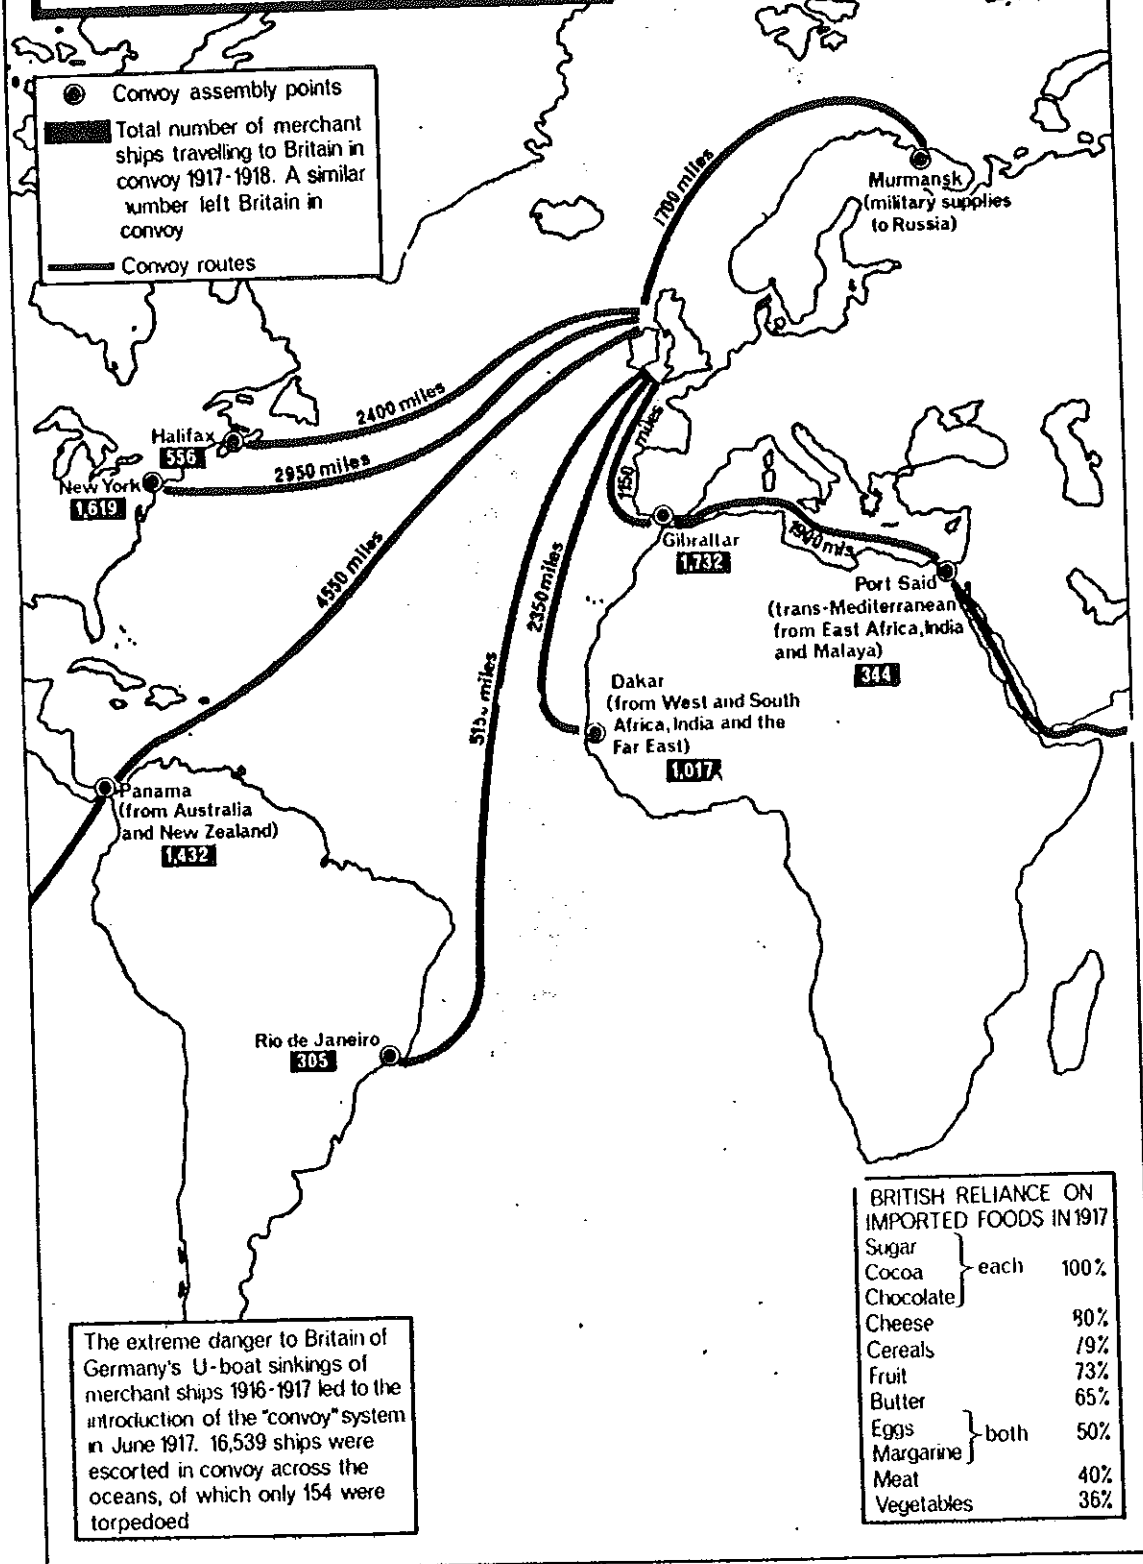 Convoy assembly points
Total number of merchant
ships travelling to Britain in
convoy 1917-1918. A similar
number left Britain in
convoy
Convoy routes
1700 miles
Murmansk
(military supplies
to Russia)
2400 miles
Halifax
556
2950 miles
New York
1,619
4550 miles
1150 miles
Gibraltar
1,732
1900 mls
Port Said
(trans-Mediterranean
from East Africa, India
and Malaya)
344
2350 miles
Dakar
(from West and South
Africa, India and the
Far East)
1,017
miles
Panama
(from Australia
and New Zealand)
1,432
Rio de Janeiro
305
BRITISH RELIANCE ON
IMPORTED FOODS IN 1917
Sugar
Cocoa each 100%
Chocolate
Cheese 80%
Cereals 79%
Fruit 73%
Butter 65%
Eggs
both 50%
Margarine
Meat 40%
Vegetables 36%
The extreme danger to Britain of
Germany's U-boat sinkings of
merchant ships 1916-1917 led to the
introduction of the "convoy" system
in June 1917. 16,539 ships were
escorted in convoy across the
oceans, of which only 154 were
torpedoed